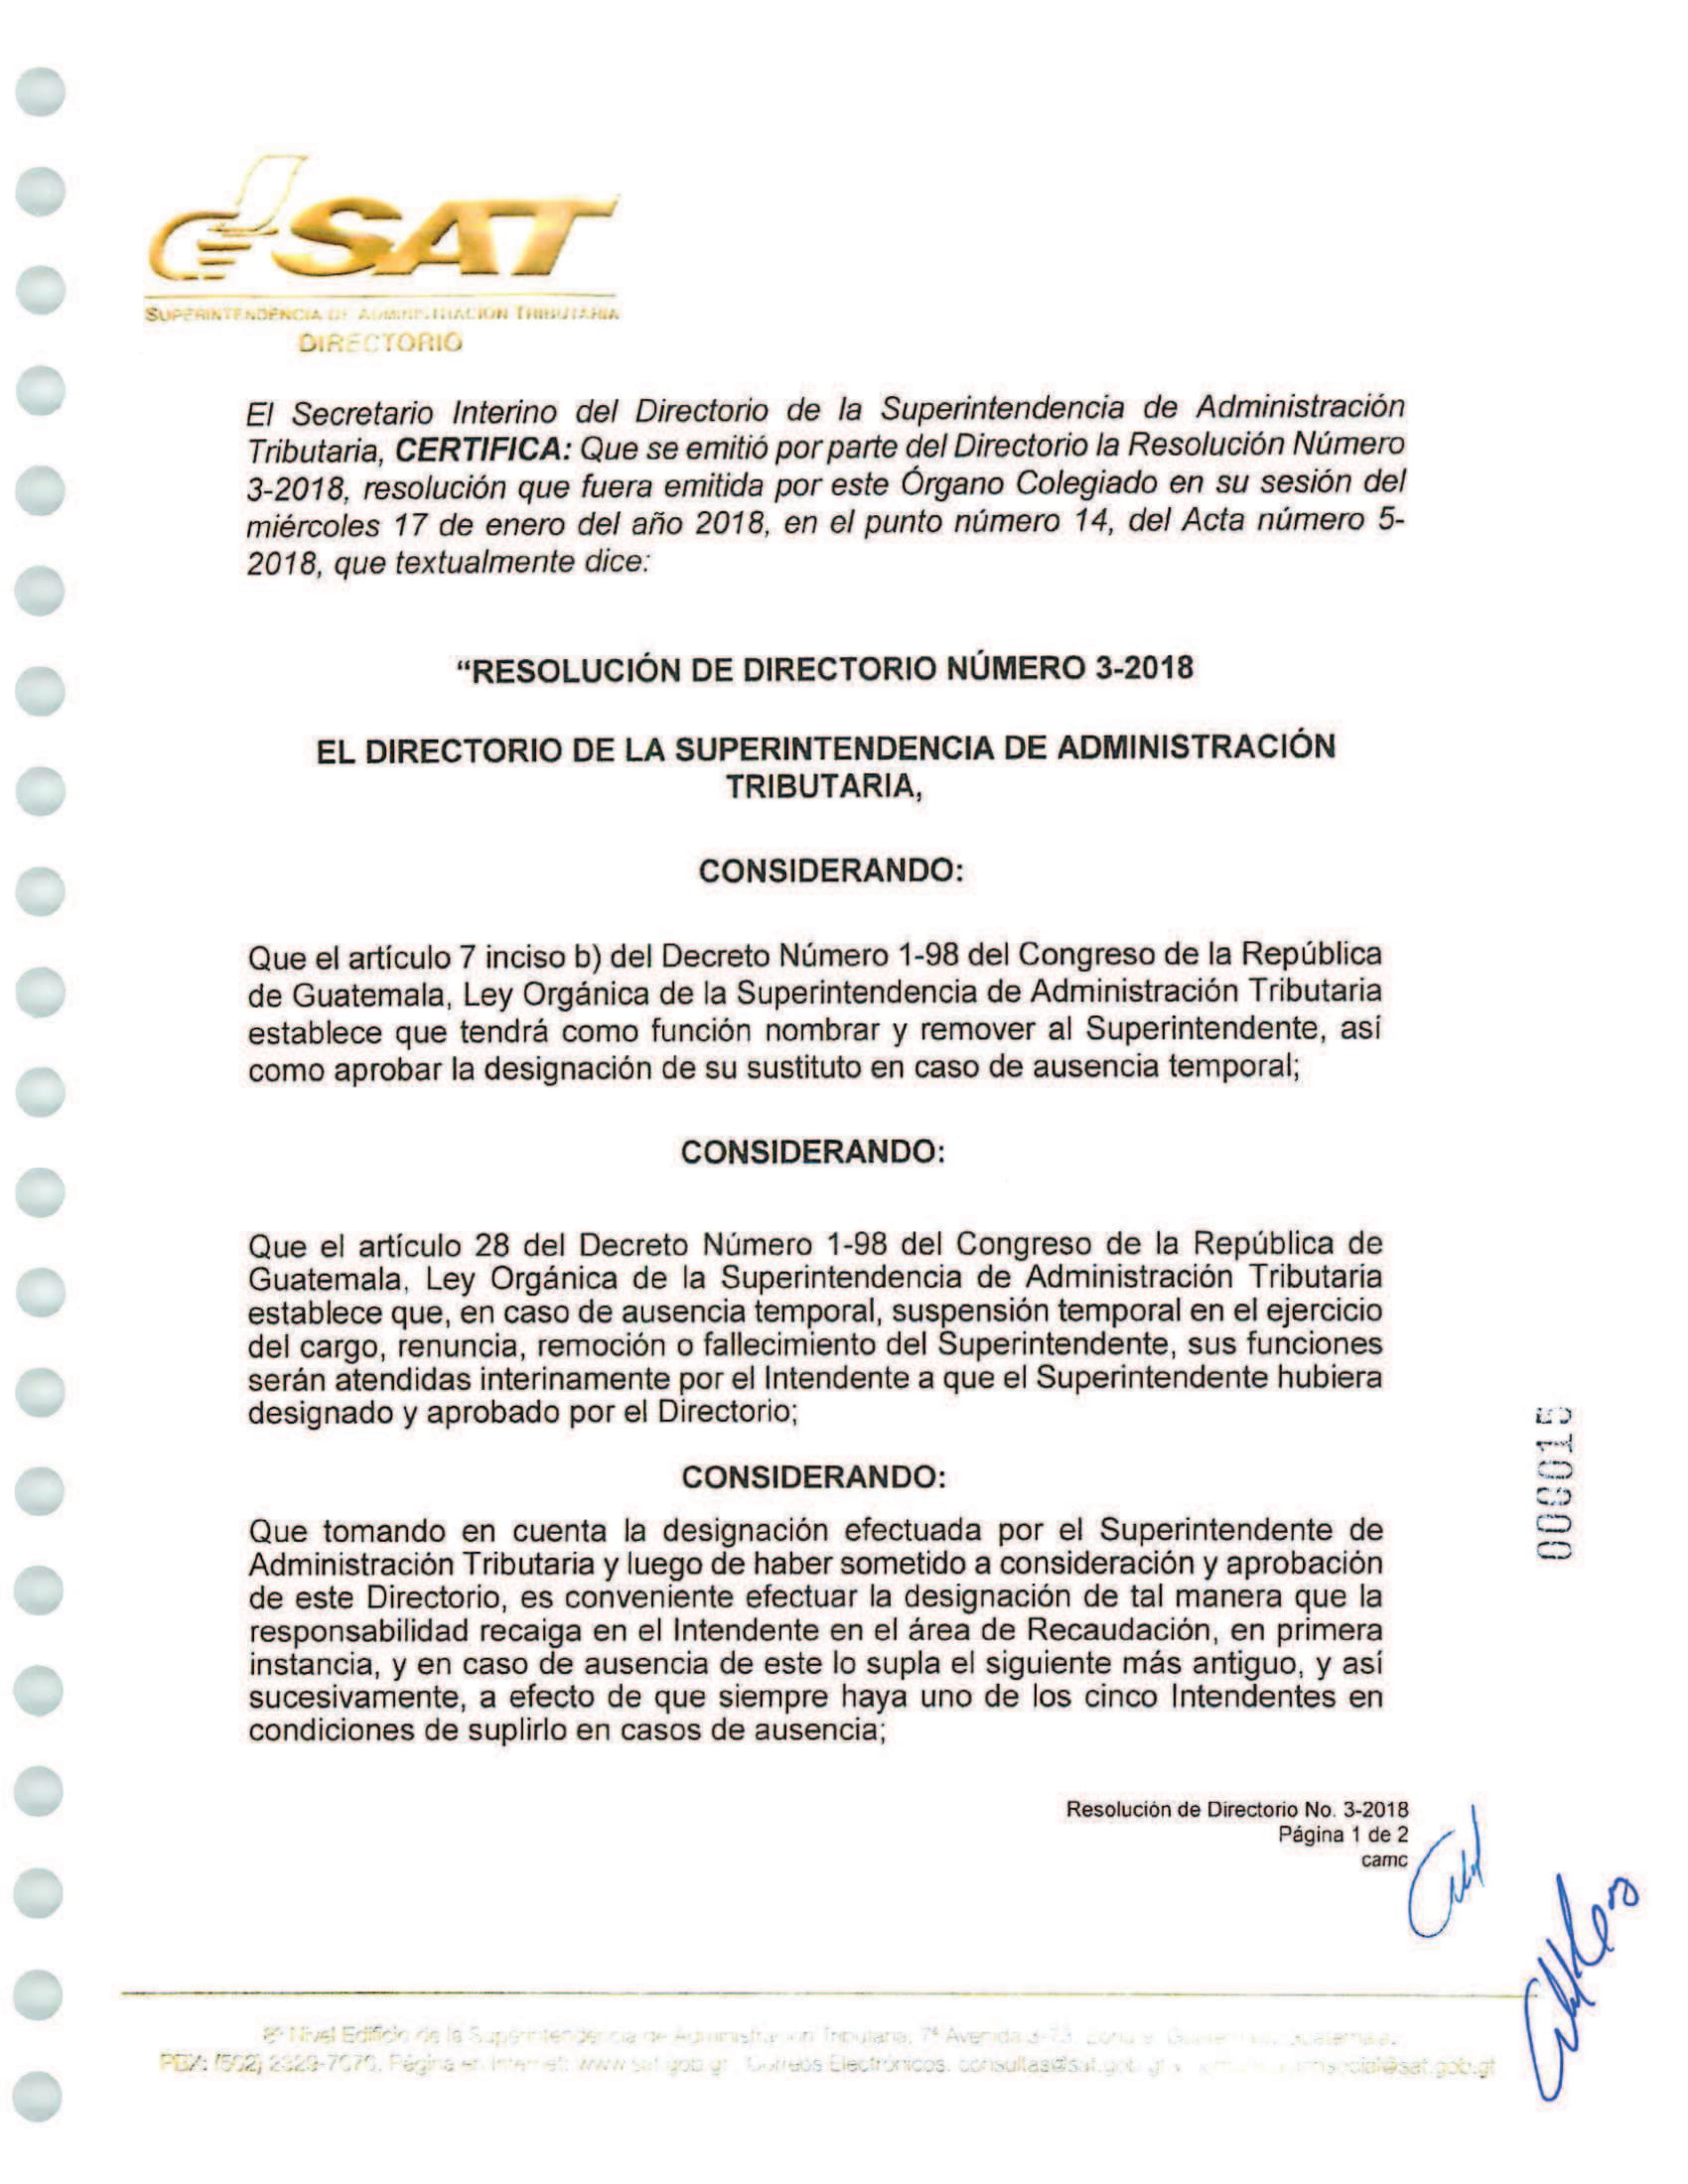 SAT
SUPERINTENDENCIA DE ADMINISTRACIÓN TRIBUTARIA
DIRECTORIO
El Secretario Interino del Directorio de la Superintendencia de Administración
Tributaria, CERTIFICA: Que se emitió por parte del Directorio la Resolución Número
3-2018, resolución que fuera emitida por este Órgano Colegiado en su sesión del
miércoles 17 de enero del año 2018, en el punto número 14, del Acta número 5-
2018, que textualmente dice:
“RESOLUCIÓN DE DIRECTORIO NÚMERO 3-2018
EL DIRECTORIO DE LA SUPERINTENDENCIA DE ADMINISTRACIÓN
TRIBUTARIA,
CONSIDERANDO:
Que el artículo 7 inciso b) del Decreto Número 1-98 del Congreso de la República
de Guatemala, Ley Orgánica de la Superintendencia de Administración Tributaria
establece que tendrá como función nombrar y remover al Superintendente, así
como aprobar la designación de su sustituto en caso de ausencia temporal;
CONSIDERANDO:
Que el artículo 28 del Decreto Número 1-98 del Congreso de la República de
Guatemala, Ley Orgánica de la Superintendencia de Administración Tributaria
establece que, en caso de ausencia temporal, suspensión temporal en el ejercicio
del cargo, renuncia, remoción o fallecimiento del Superintendente, sus funciones
serán atendidas interinamente por el Intendente a que el Superintendente hubiera
designado y aprobado por el Directorio;
CONSIDERANDO:
Que tomando en cuenta la designación efectuada por el Superintendente de
Administración Tributaria y luego de haber sometido a consideración y aprobación
de este Directorio, es conveniente efectuar la designación de tal manera que la
responsabilidad recaiga en el Intendente en el área de Recaudación, en primera
instancia, y en caso de ausencia de este lo supla el siguiente más antiguo, y así
sucesivamente, a efecto de que siempre haya uno de los cinco Intendentes en
condiciones de suplirlo en casos de ausencia;
000015
Resolución de Directorio No. 3-2018
Página 1 de 2
camc
Nivel Edificio de la Superintendencia de Administración Tributaria, 7ª Avenida
PBX: (502) 2329-7070, Página en Internet: www.sat.gob.gt Correos Electrónicos: consultas@sat.gob.gt